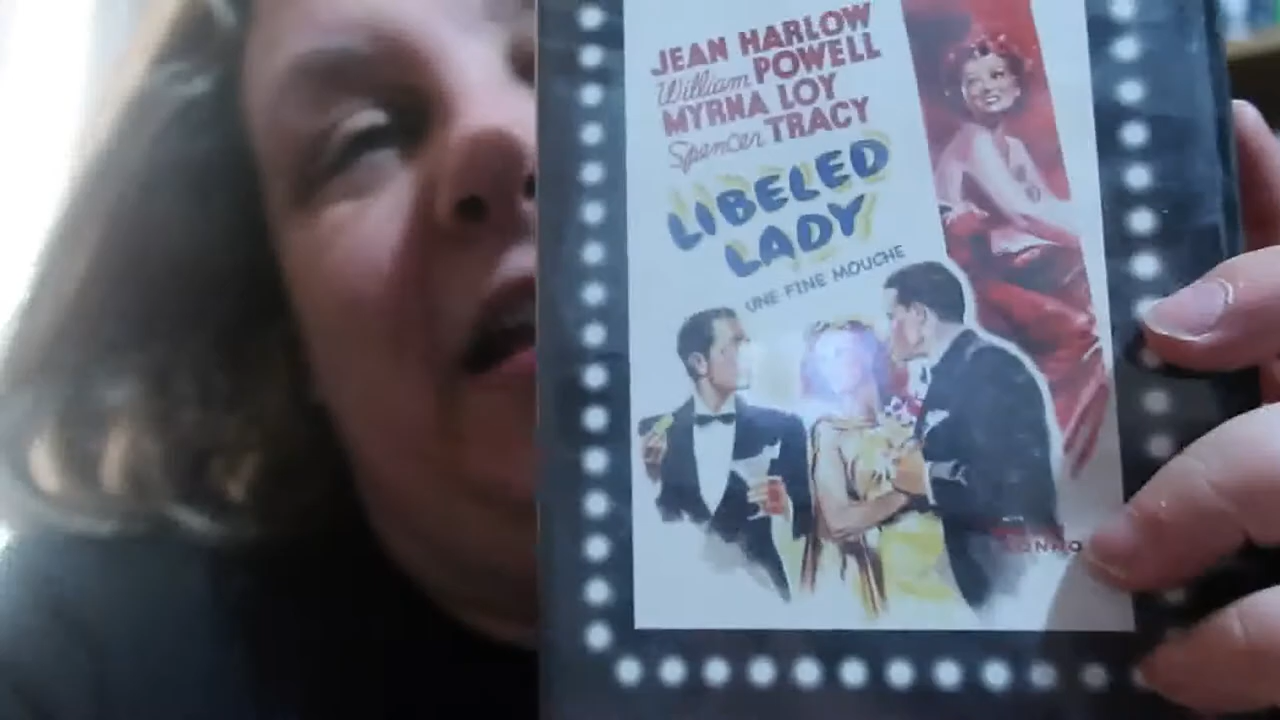 JEAN HARLOW
William POWELL
MYRNA LOY
Spencer TRACY
LIBELED
LADY
UNE FINE MOUCHE